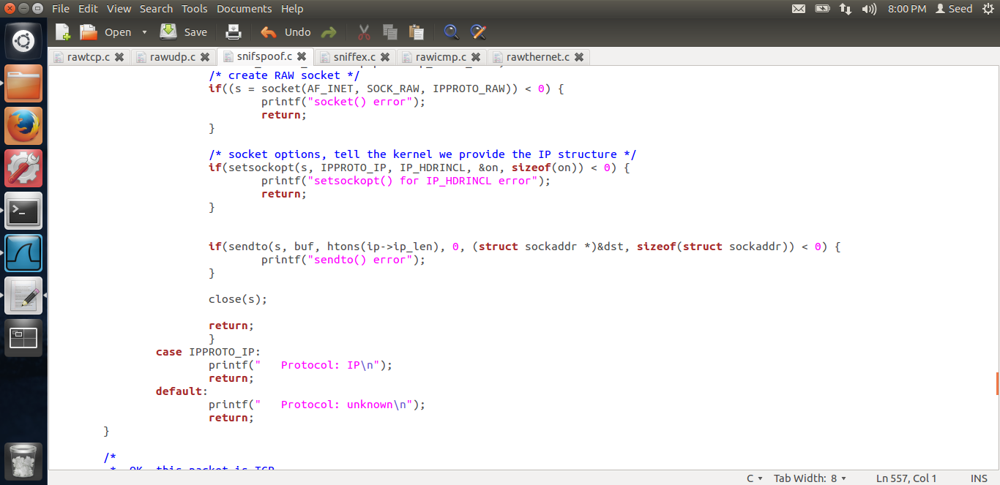 File Edit View Search Tools Documents Help 8:00 PM Seed
Open Save Undo
rawtcp.c rawudp.c snifspoof.c sniffex.c rawicmp.c rawthernet.c
/* create RAW socket */
if((s = socket(AF_INET, SOCK_RAW, IPPROTO_RAW)) < 0) {
printf("socket() error");
return;
}
/* socket options, tell the kernel we provide the IP structure */
if(setsockopt(s, IPPROTO_IP, IP_HDRINCL, &on, sizeof(on)) < 0) {
printf("setsockopt() for IP_HDRINCL error");
return;
}
if(sendto(s, buf, htons(ip->ip_len), 0, (struct sockaddr *)&dst, sizeof(struct sockaddr)) < 0) {
printf("sendto() error");
}
close(s);
return;
}
case IPPROTO_IP:
printf("   Protocol: IP\n");
return;
default:
printf("   Protocol: unknown\n");
return;
}
/*
* OK, this packet is TCP
C Tab Width: 8 Ln 557, Col 1 INS